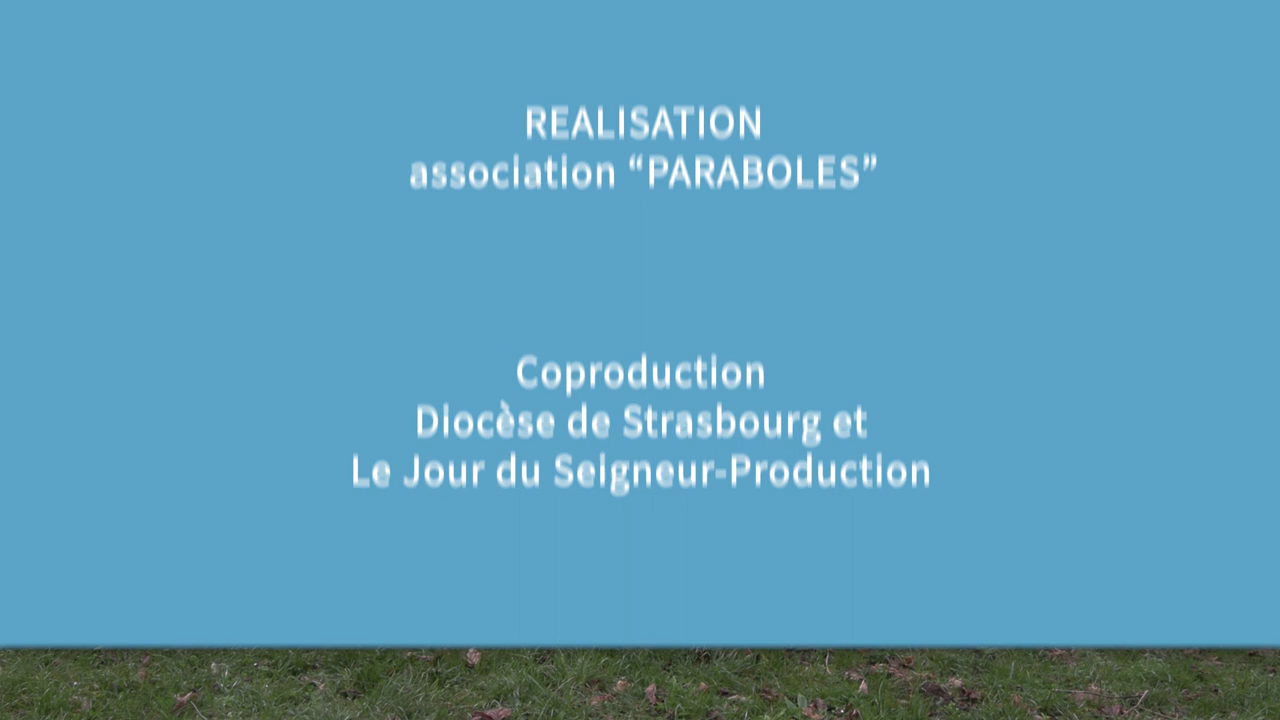 REALISATION
association “PARABOLES”
Coproduction
Diocèse de Strasbourg et
Le Jour du Seigneur-Production